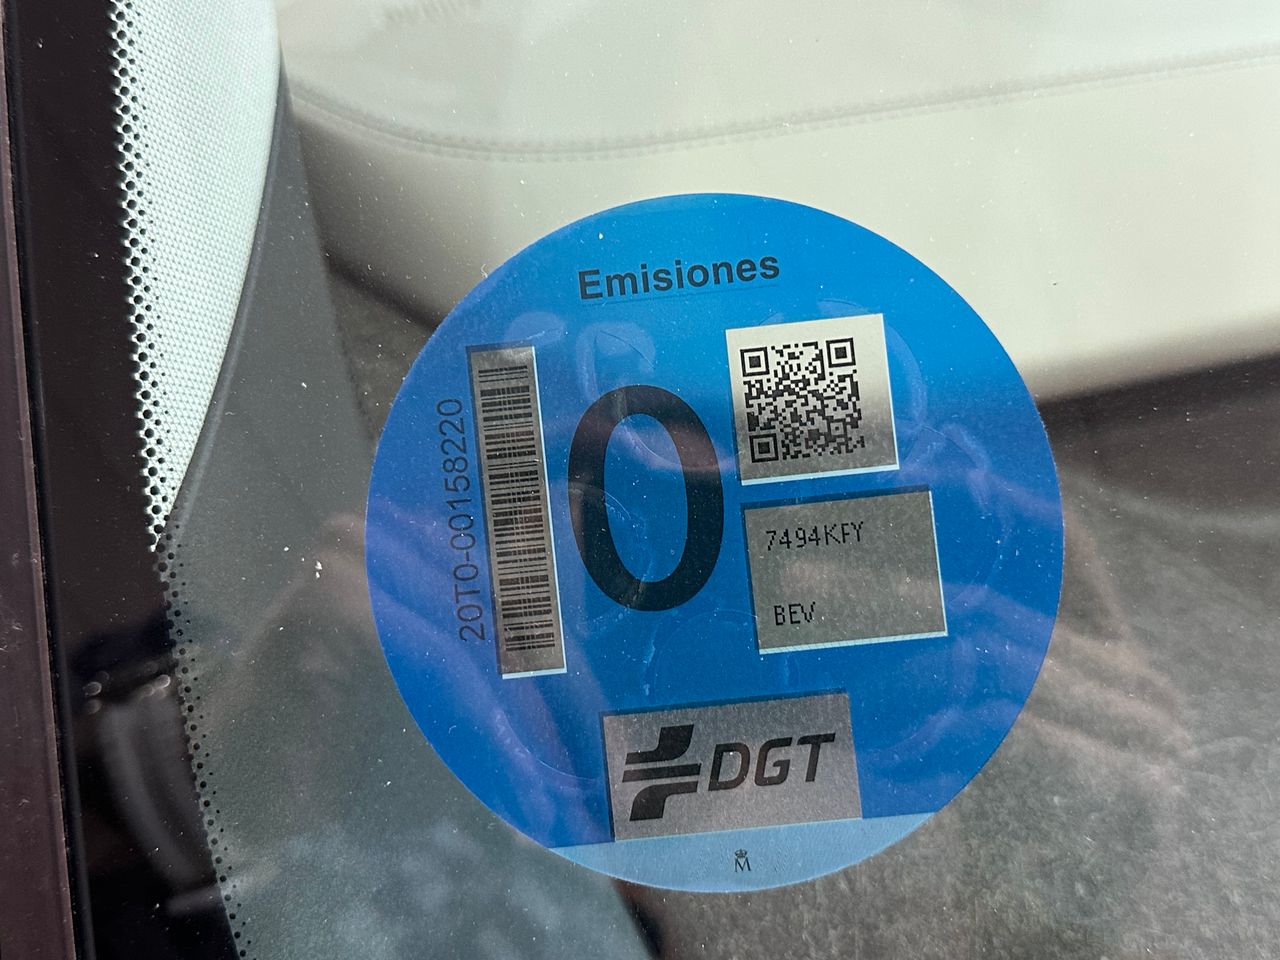 Emisiones
20T0-00158220
0
7494KFY
BEV
DGT
M